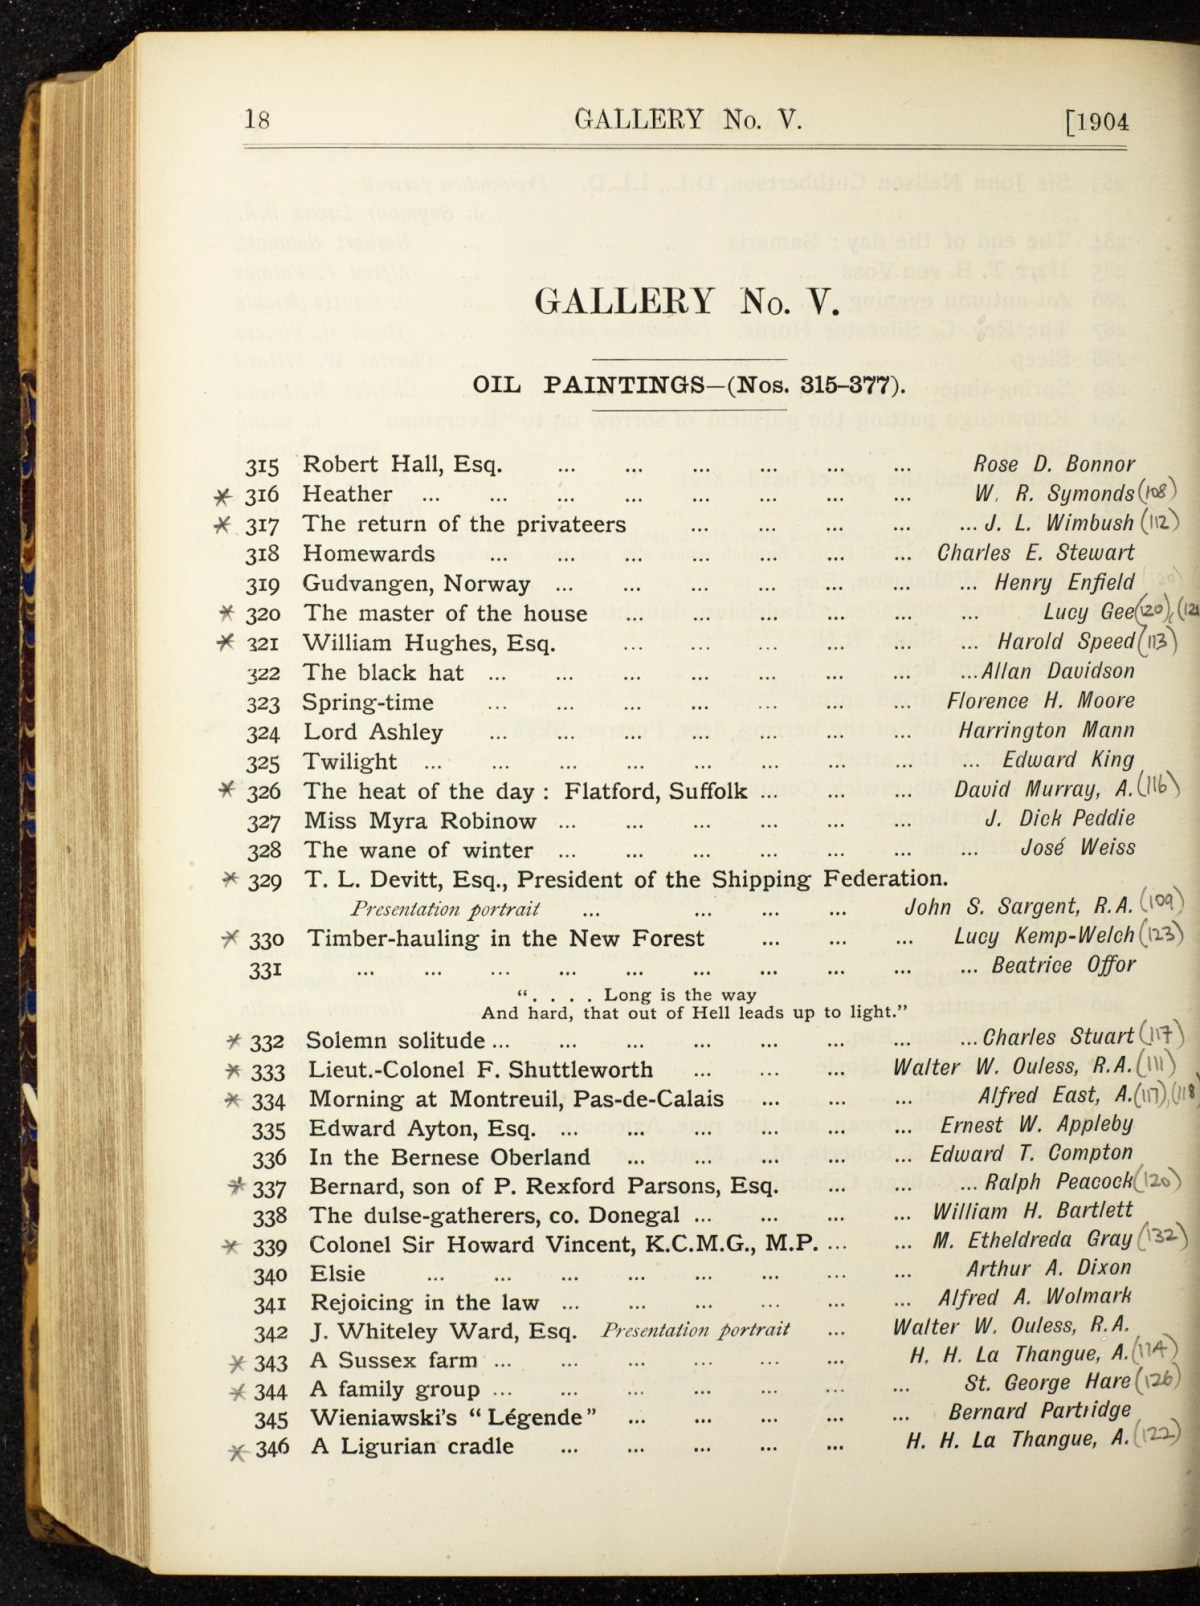 18 GALLERY No. V. [1904
GALLERY No. V.
OIL PAINTINGS—(Nos. 315–377).
315 Robert Hall, Esq. ... ... ... ... ... ... Rose D. Bonnor
* 316 Heather ... ... ... ... ... ... ... ... W. R. Symonds (108)
* 317 The return of the privateers ... ... ... ... ... J. L. Wimbush (112)
318 Homewards ... ... ... ... ... ... ... Charles E. Stewart
319 Gudvangen, Norway ... ... ... ... ... ... ... Henry Enfield (120)
* 320 The master of the house ... ... ... ... ... ... Lucy Gee (120), (121
* 321 William Hughes, Esq. ... ... ... ... ... ... Harold Speed (113)
322 The black hat ... ... ... ... ... ... ... ... Allan Davidson
323 Spring-time ... ... ... ... ... ... ... Florence H. Moore
324 Lord Ashley ... ... ... ... ... ... ... Harrington Mann
325 Twilight ... ... ... ... ... ... ... ... ... Edward King
* 326 The heat of the day : Flatford, Suffolk ... ... ... David Murray, A. (116)
327 Miss Myra Robinow ... ... ... ... ... ... J. Dick Peddie
328 The wane of winter ... ... ... ... ... ... ... José Weiss
* 329 T. L. Devitt, Esq., President of the Shipping Federation.
Presentation portrait ... ... ... ... John S. Sargent, R.A. (109)
* 330 Timber-hauling in the New Forest ... ... ... Lucy Kemp-Welch (123)
331 ... ... ... ... ... ... ... ... ... ... Beatrice Offor
“. . . . Long is the way
And hard, that out of Hell leads up to light.”
* 332 Solemn solitude ... ... ... ... ... ... ... ... Charles Stuart (117)
* 333 Lieut.-Colonel F. Shuttleworth ... ... ... Walter W. Ouless, R.A. (111)
* 334 Morning at Montreuil, Pas-de-Calais ... ... ... Alfred East, A. (117), (118
335 Edward Ayton, Esq. ... ... ... ... ... ... Ernest W. Appleby
336 In the Bernese Oberland ... ... ... ... ... Edward T. Compton
* 337 Bernard, son of P. Rexford Parsons, Esq. ... ... ... Ralph Peacock (120)
338 The dulse-gatherers, co. Donegal ... ... ... ... William H. Bartlett
* 339 Colonel Sir Howard Vincent, K.C.M.G., M.P. ... ... M. Etheldreda Gray (132)
340 Elsie ... ... ... ... ... ... ... ... Arthur A. Dixon
341 Rejoicing in the law ... ... ... ... ... ... Alfred A. Wolmark
342 J. Whiteley Ward, Esq. Presentation portrait ... Walter W. Ouless, R.A.
* 343 A Sussex farm ... ... ... ... ... ... H. H. La Thangue, A. (114)
* 344 A family group ... ... ... ... ... ... ... St. George Hare (126)
345 Wieniawski's “Légende” ... ... ... ... ... Bernard Partridge
* 346 A Ligurian cradle ... ... ... ... ... H. H. La Thangue, A. (122)